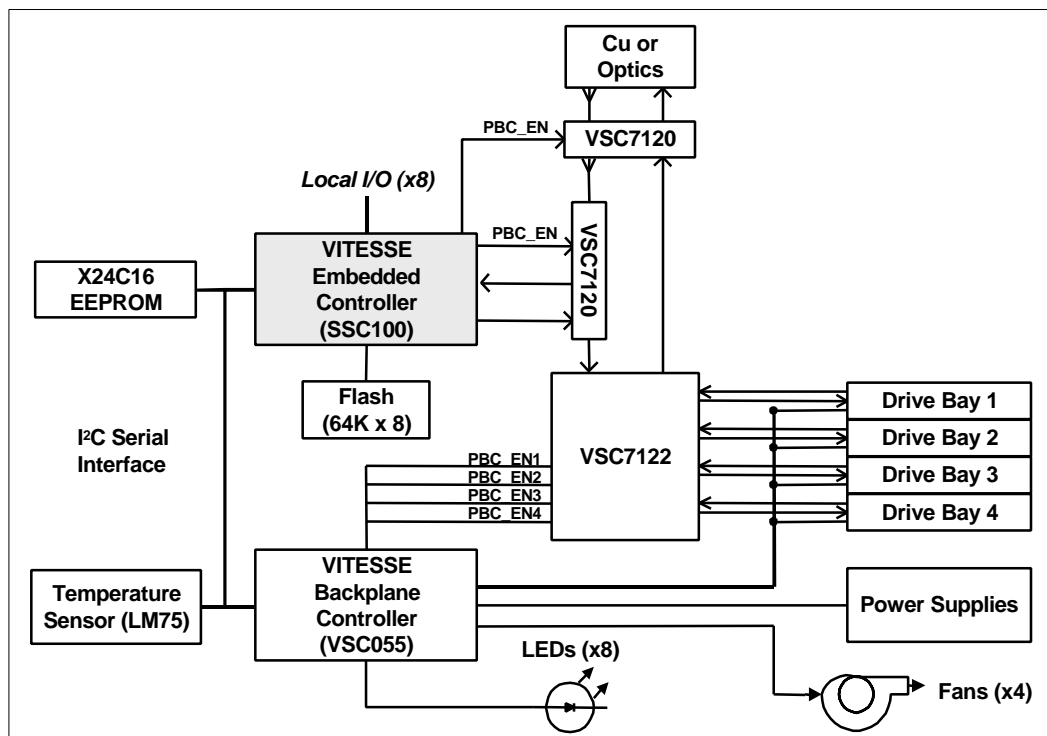 Cu or
Optics
PBC_EN
VSC7120
Local I/O (x8)
VITESSE
Embedded
Controller
(SSC100)
PBC_EN
VSC7120
X24C16
EEPROM
Flash
(64K x 8)
I²C Serial
Interface
VSC7122
Drive Bay 1
Drive Bay 2
Drive Bay 3
Drive Bay 4
PBC_EN1
PBC_EN2
PBC_EN3
PBC_EN4
VITESSE
Backplane
Controller
(VSC055)
Temperature
Sensor (LM75)
Power Supplies
LEDs (x8)
Fans (x4)